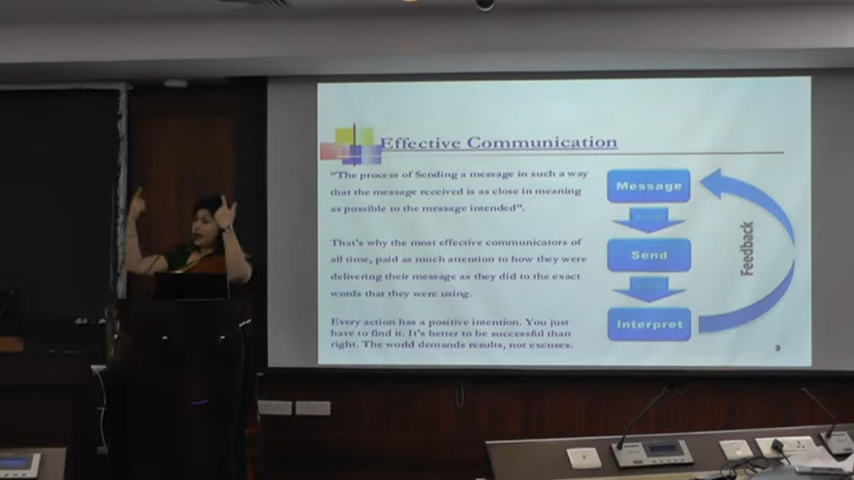 Effective Communication
"The process of Sending a message in such a way
that the message received is as close in meaning
as possible to the message intended".
That's why the most effective communicators of
all time, paid as much attention to how they were
delivering their message as they did to the exact
words that they were using.
Every action has a positive intention. You just
have to find it. It's better to be successful than
right. The world demands results, not excuses.
Message
Send
Interpret
Feedback